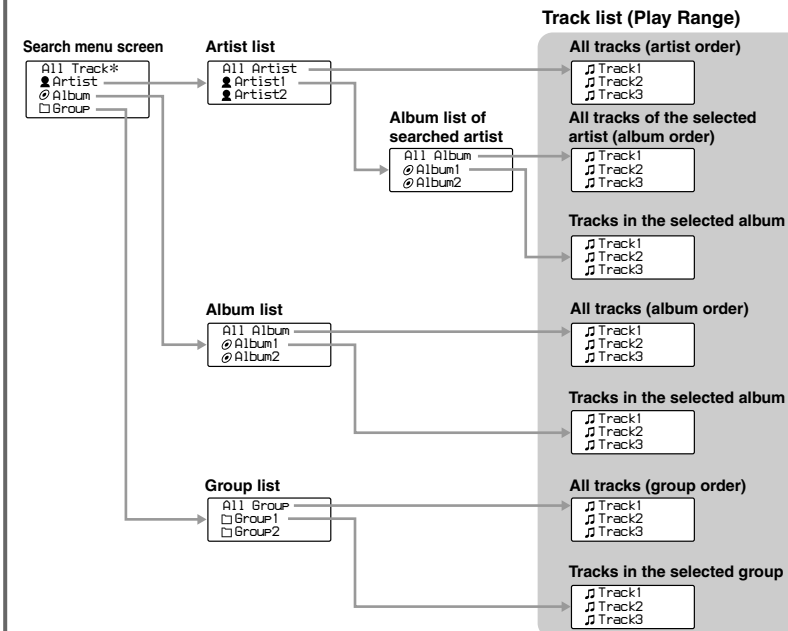 Track list (Play Range)
Search menu screen
All Track*
Artist
Album
Group
Artist list
All Artist
Artist1
Artist2
All tracks (artist order)
Track1
Track2
Track3
Album list of
searched artist
All Album
Album1
Album2
All tracks of the selected
artist (album order)
Track1
Track2
Track3
Tracks in the selected album
Track1
Track2
Track3
Album list
All Album
Album1
Album2
All tracks (album order)
Track1
Track2
Track3
Tracks in the selected album
Track1
Track2
Track3
Group list
All Group
Group1
Group2
All tracks (group order)
Track1
Track2
Track3
Tracks in the selected group
Track1
Track2
Track3